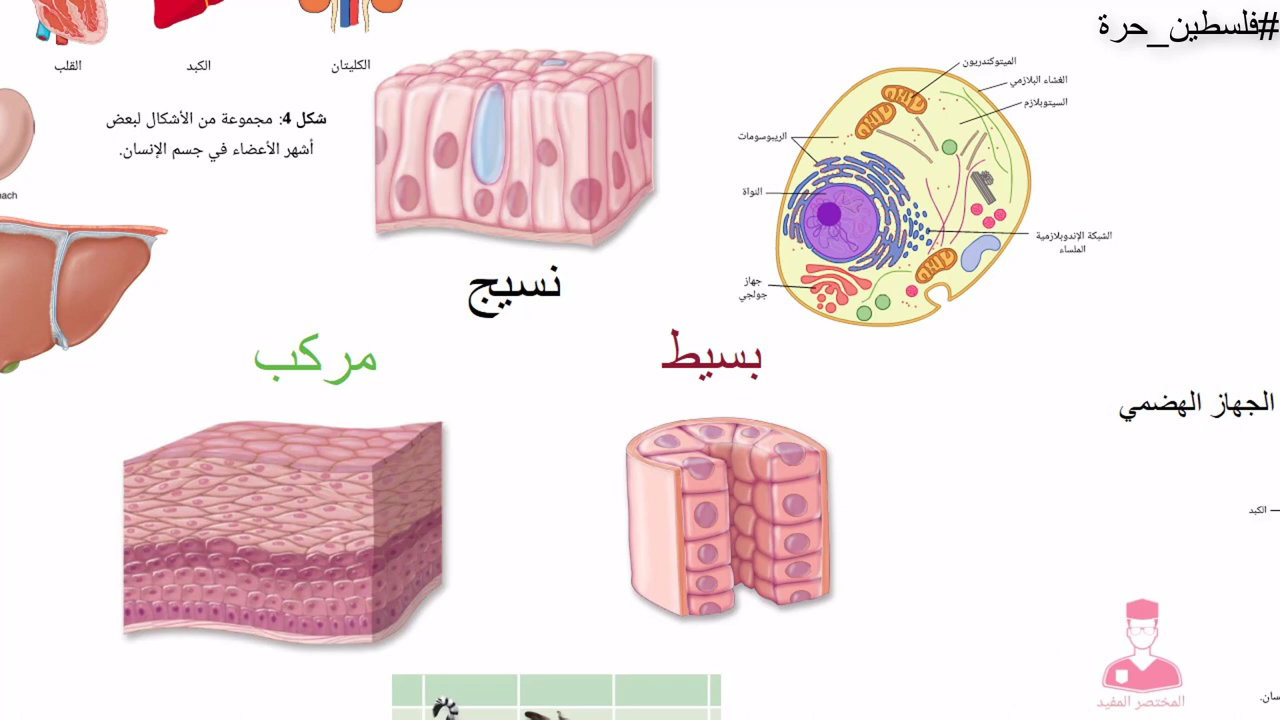 #فلسطين_حرة
الميتوكندريون
الغشاء البلازمي
السيتوبلازم
الريبوسومات
النواة
الشبكة الإندوبلازمية
الملساء
جهاز
جولجي
القلب
الكبد
الكليتان
شكل 4: مجموعة من الأشكال لبعض
أشهر الأعضاء في جسم الإنسان.
نسيج
بسيط
مركب
الجهاز الهضمي
الكبد
المختصر المفيد